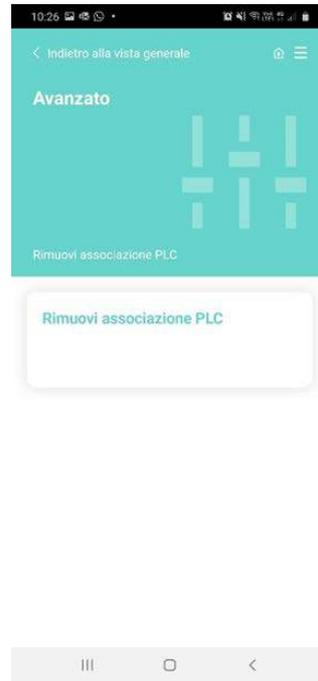 10:26
Indietro alla vista generale
Avanzato
Rimuovi associazione PLC
Rimuovi associazione PLC